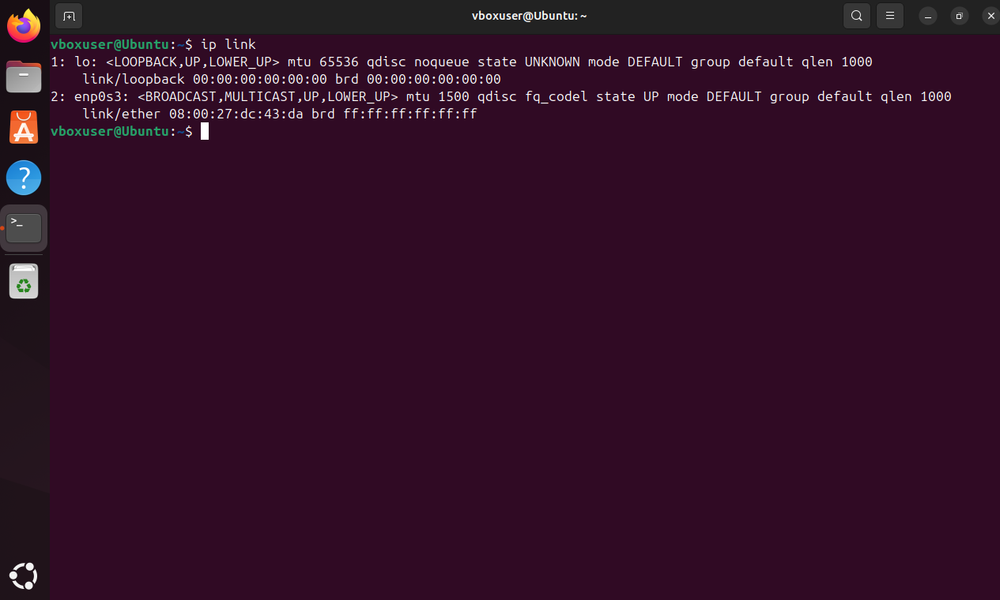 vboxuser@Ubuntu: ~
vboxuser@Ubuntu:~$ ip link
1: lo: <LOOPBACK,UP,LOWER_UP> mtu 65536 qdisc noqueue state UNKNOWN mode DEFAULT group default qlen 1000
    link/loopback 00:00:00:00:00:00 brd 00:00:00:00:00:00
2: enp0s3: <BROADCAST,MULTICAST,UP,LOWER_UP> mtu 1500 qdisc fq_codel state UP mode DEFAULT group default qlen 1000
    link/ether 08:00:27:dc:43:da brd ff:ff:ff:ff:ff:ff
vboxuser@Ubuntu:~$